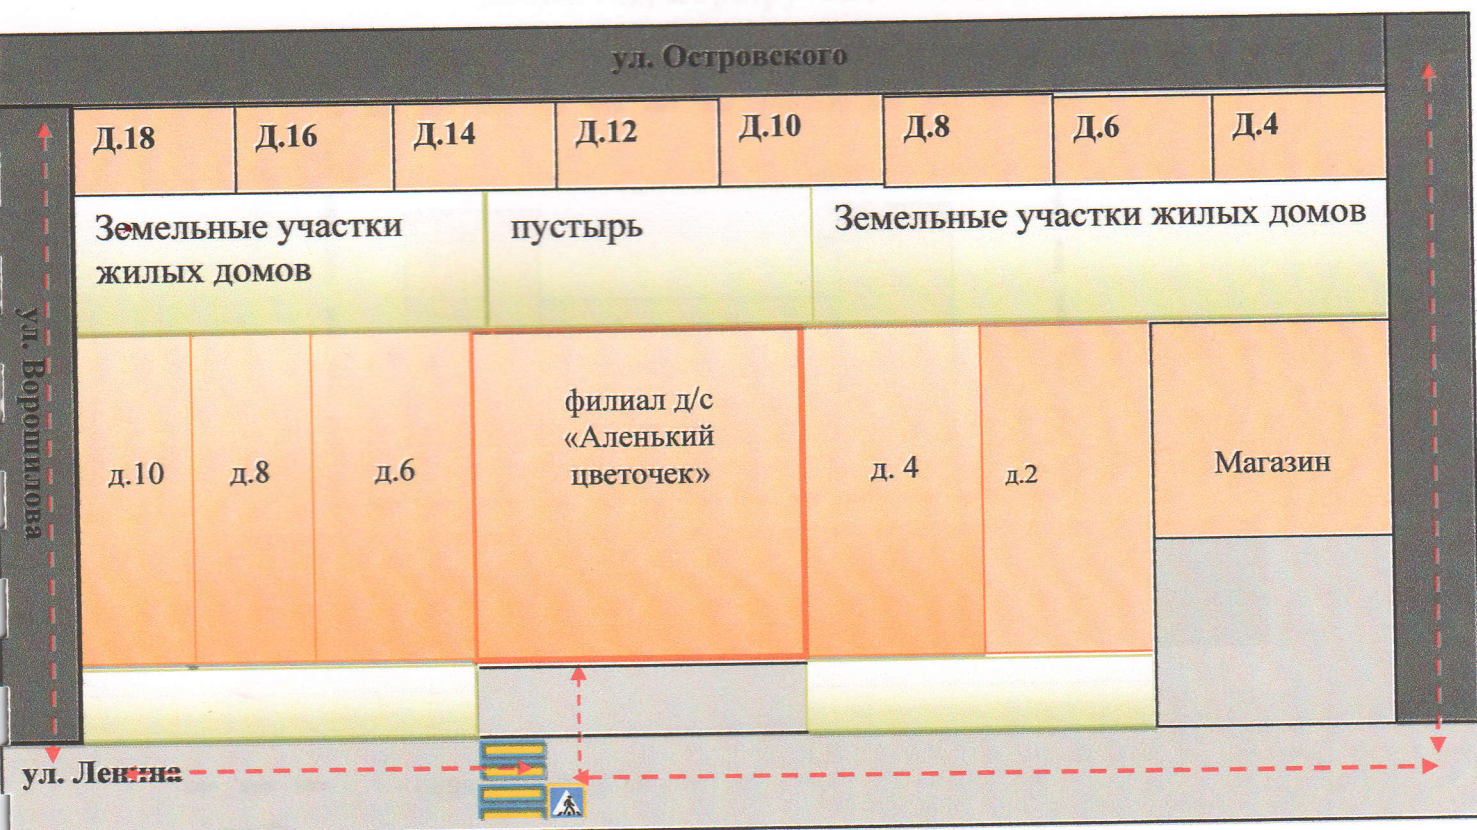 ул. Островского
Д.18 Д.16 Д.14 Д.12 Д.10 Д.8 Д.6 Д.4
Земельные участки
жилых домов
пустырь
Земельные участки жилых домов
ул. Ворошилова
д.10 д.8 д.6
филиал д/с
«Аленький
цветочек»
д. 4 д.2
Магазин
ул. Ленина